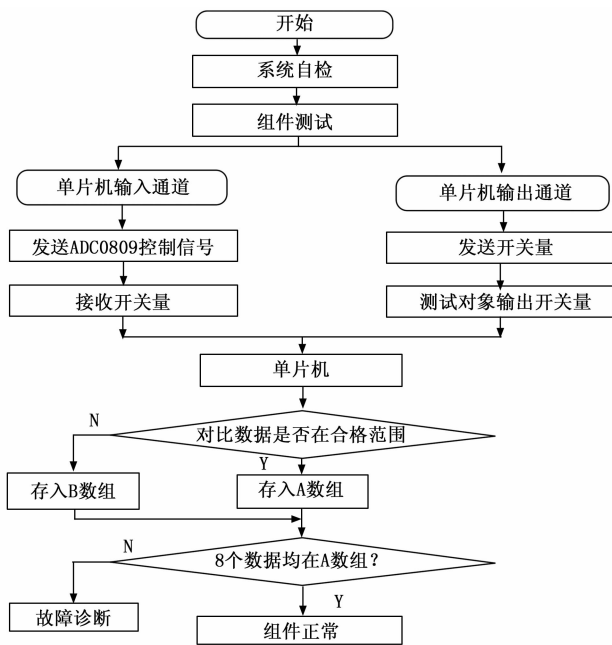 开始
系统自检
组件测试
单片机输入通道
单片机输出通道
发送ADC0809控制信号
发送开关量
接收开关量
测试对象输出开关量
单片机
N
对比数据是否在合格范围
Y
存入B数组
存入A数组
N
8个数据均在A数组？
Y
故障诊断
组件正常